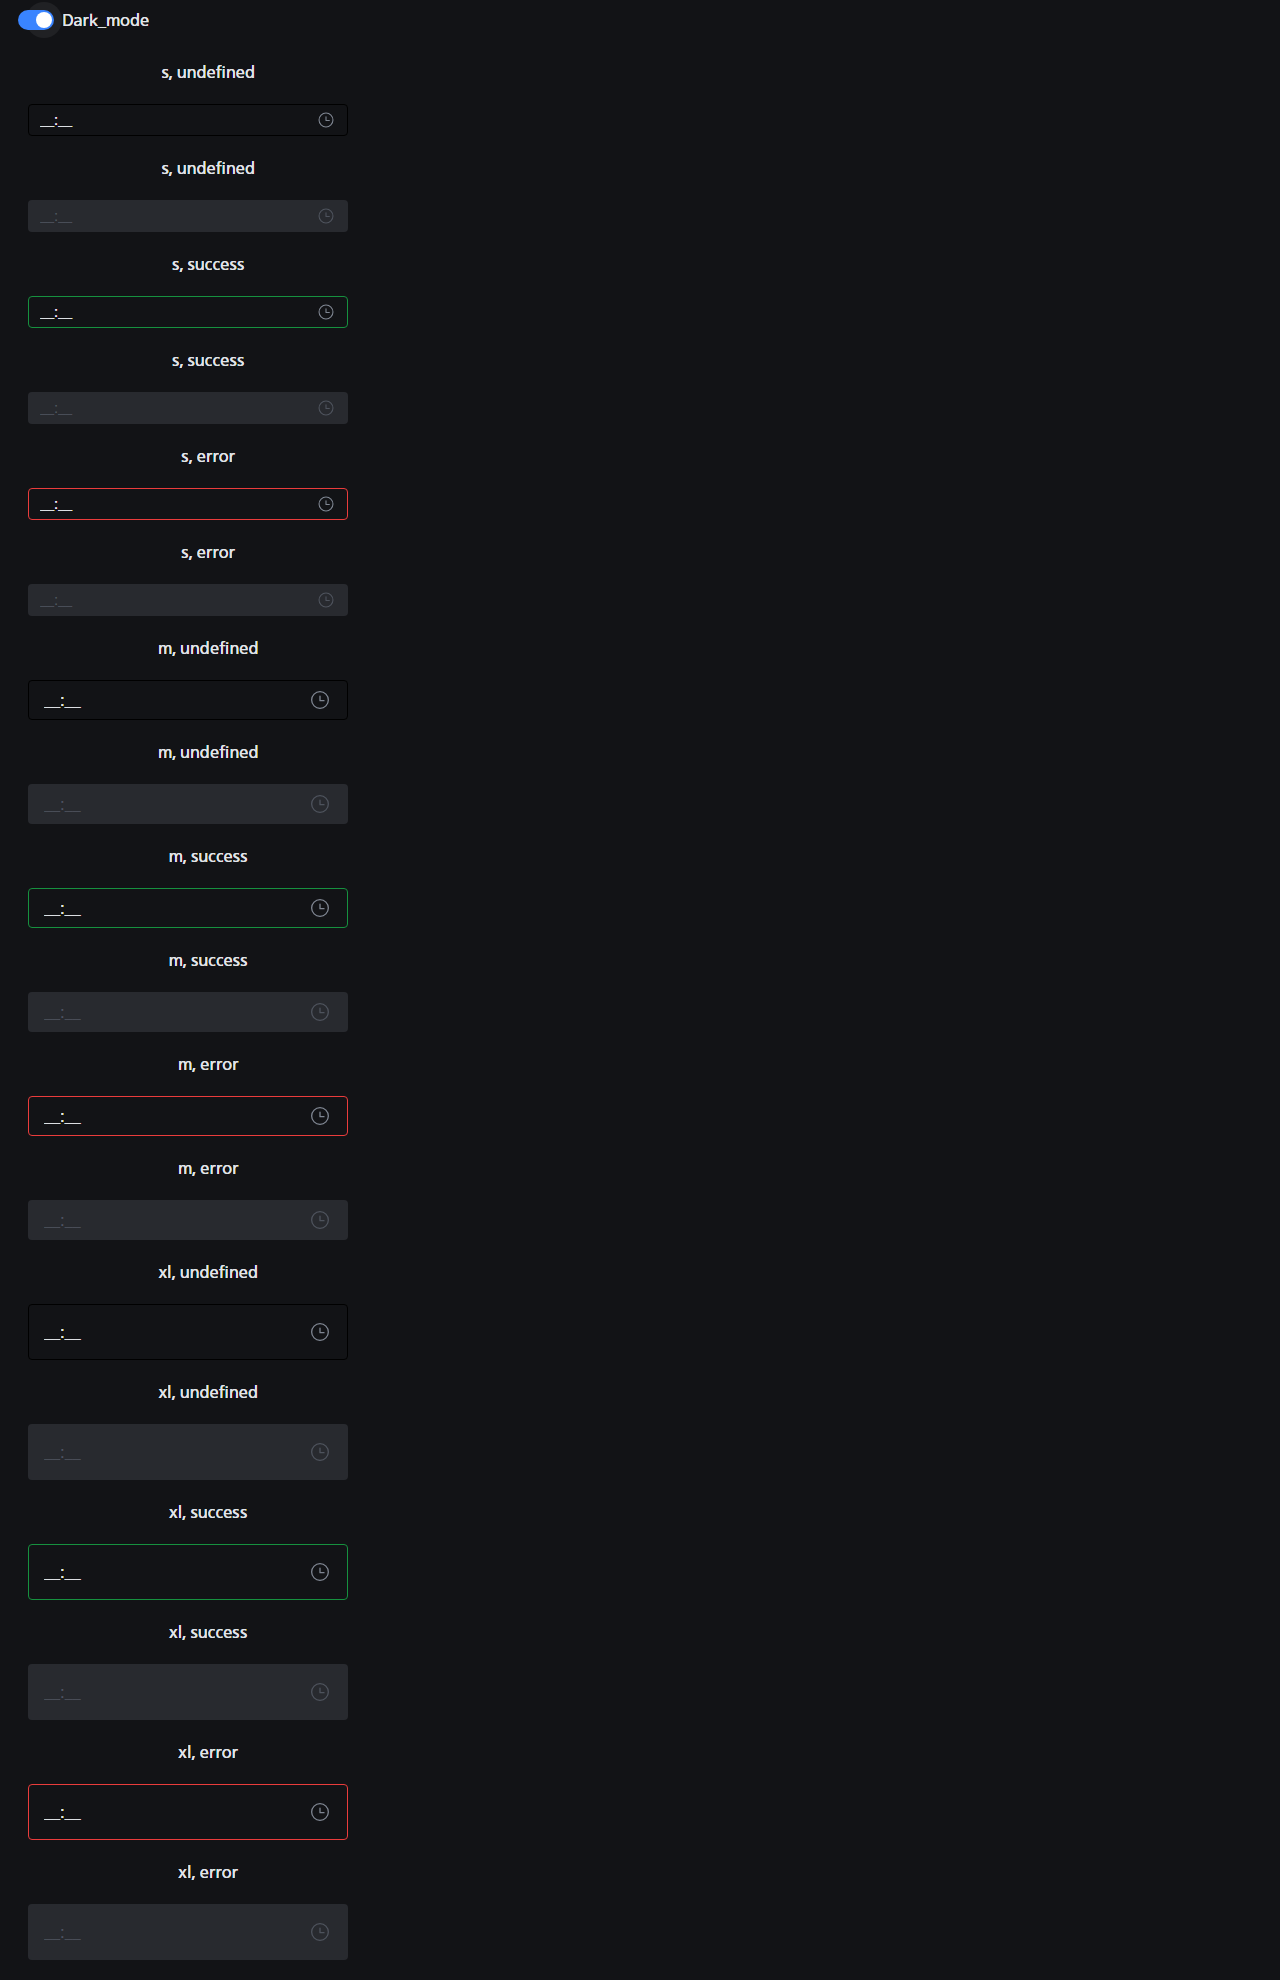 Dark_mode
s, undefined
__:__
s, undefined
__:__
s, success
__:__
s, success
__:__
s, error
__:__
s, error
__:__
m, undefined
__:__
m, undefined
__:__
m, success
__:__
m, success
__:__
m, error
__:__
m, error
__:__
xl, undefined
__:__
xl, undefined
__:__
xl, success
__:__
xl, success
__:__
xl, error
__:__
xl, error
__:__